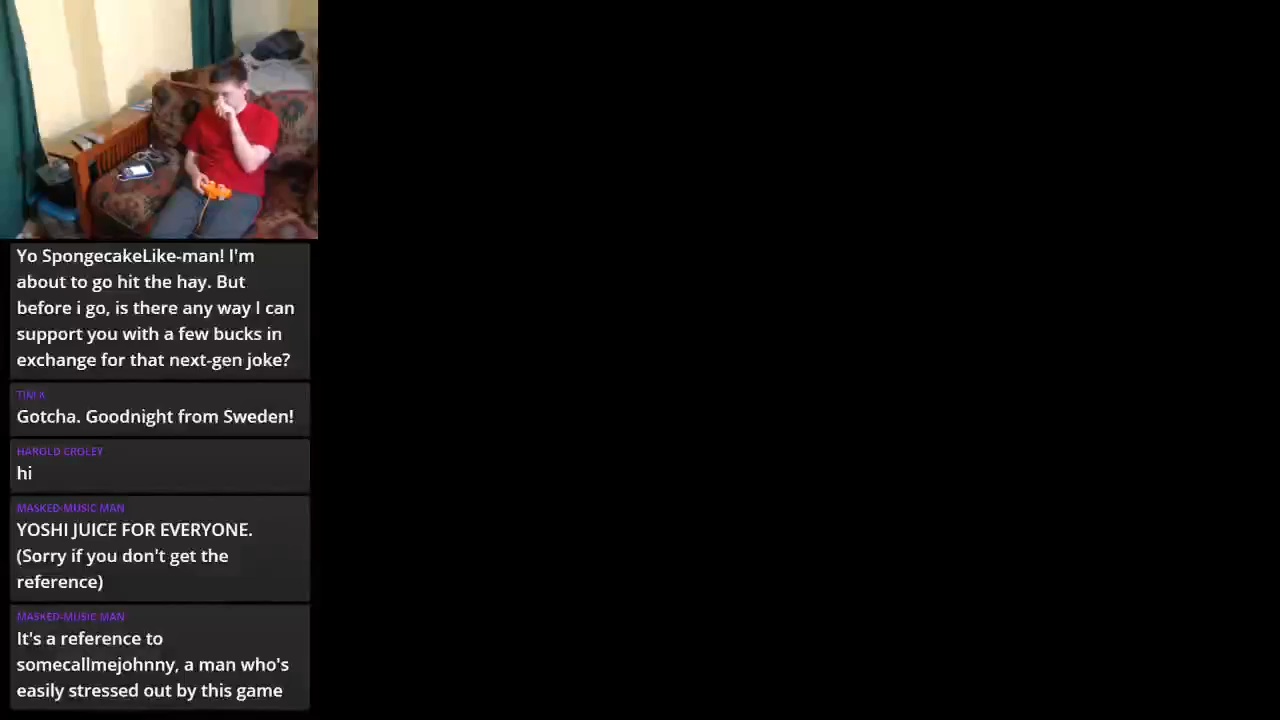 Yo SpongecakeLike-man! I'm
about to go hit the hay. But
before i go, is there any way I can
support you with a few bucks in
exchange for that next-gen joke?
TIM K
Gotcha. Goodnight from Sweden!
HAROLD CROLEY
hi
MASKED-MUSIC MAN
YOSHI JUICE FOR EVERYONE.
(Sorry if you don't get the
reference)
MASKED-MUSIC MAN
It's a reference to
somecallmejohnny, a man who's
easily stressed out by this game